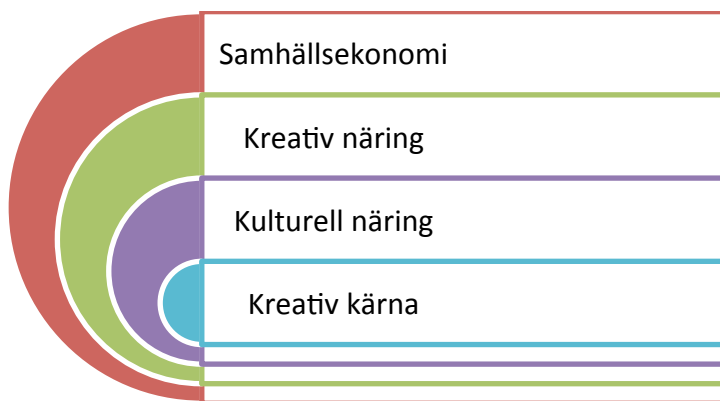 Samhällsekonomi
Kreativ näring
Kulturell näring
Kreativ kärna